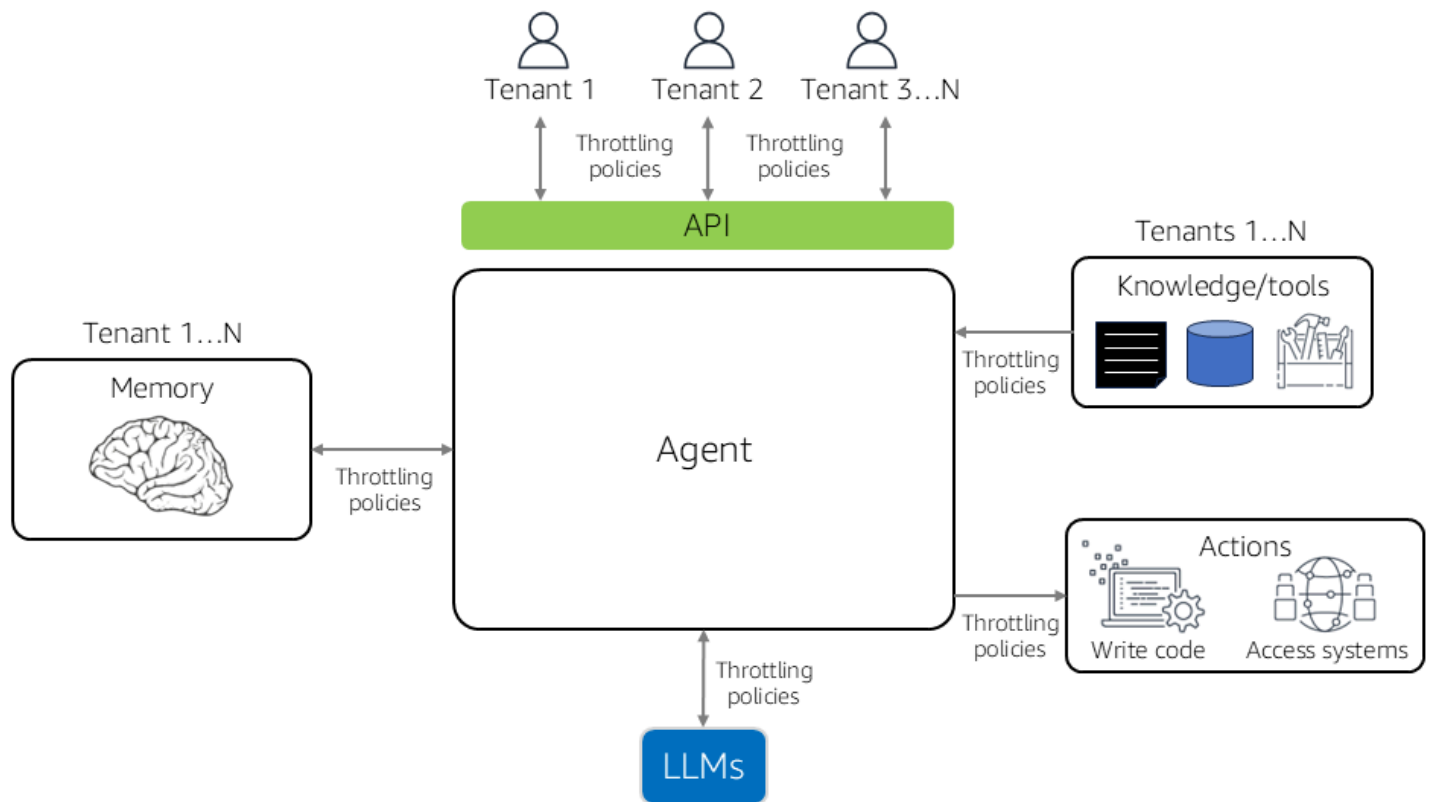 Tenant 1
Tenant 2
Tenant 3...N
Throttling
policies
Throttling
policies
API
Tenants 1...N
Knowledge/tools
Throttling
policies
Tenant 1...N
Memory
Throttling
policies
Agent
Actions
Write code
Access systems
Throttling
policies
Throttling
policies
LLMs